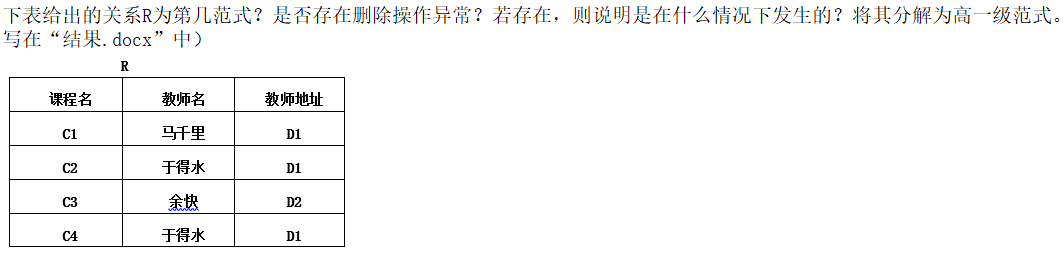 下表给出的关系R为第几范式？是否存在删除操作异常？若存在，则说明是在什么情况下发生的？将其分解为高一级范式。
写在“结果.docx”中）
R
课程名 教师名 教师地址
C1 马千里 D1
C2 于得水 D1
C3 余快 D2
C4 于得水 D1